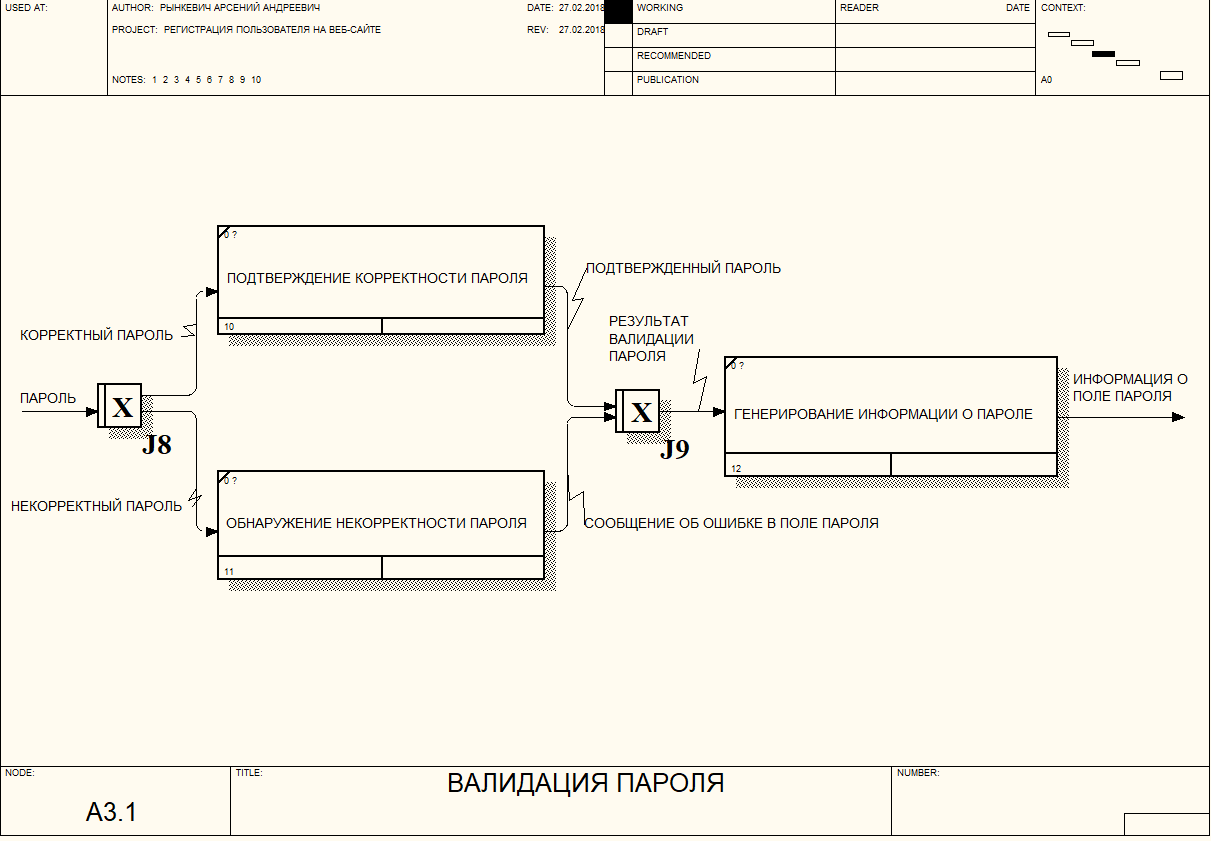 USED AT:
AUTHOR: РЫНКЕВИЧ АРСЕНИЙ АНДРЕЕВИЧ
DATE: 27.02.2018
PROJECT: РЕГИСТРАЦИЯ ПОЛЬЗОВАТЕЛЯ НА ВЕБ-САЙТЕ
REV: 27.02.2018
NOTES: 1 2 3 4 5 6 7 8 9 10
WORKING
DRAFT
RECOMMENDED
PUBLICATION
READER DATE
CONTEXT:
A0
0 ?
ПОДТВЕРЖДЕНИЕ КОРРЕКТНОСТИ ПАРОЛЯ
10
ПОДТВЕРЖДЕННЫЙ ПАРОЛЬ
КОРРЕКТНЫЙ ПАРОЛЬ
РЕЗУЛЬТАТ
ВАЛИДАЦИИ
ПАРОЛЯ
ПАРОЛЬ
X
J8
X
J9
0 ?
ГЕНЕРИРОВАНИЕ ИНФОРМАЦИИ О ПАРОЛЕ
12
ИНФОРМАЦИЯ О
ПОЛЕ ПАРОЛЯ
НЕКОРРЕКТНЫЙ ПАРОЛЬ
0 ?
ОБНАРУЖЕНИЕ НЕКОРРЕКТНОСТИ ПАРОЛЯ
11
СООБЩЕНИЕ ОБ ОШИБКЕ В ПОЛЕ ПАРОЛЯ
NODE:
A3.1
TITLE:
ВАЛИДАЦИЯ ПАРОЛЯ
NUMBER: